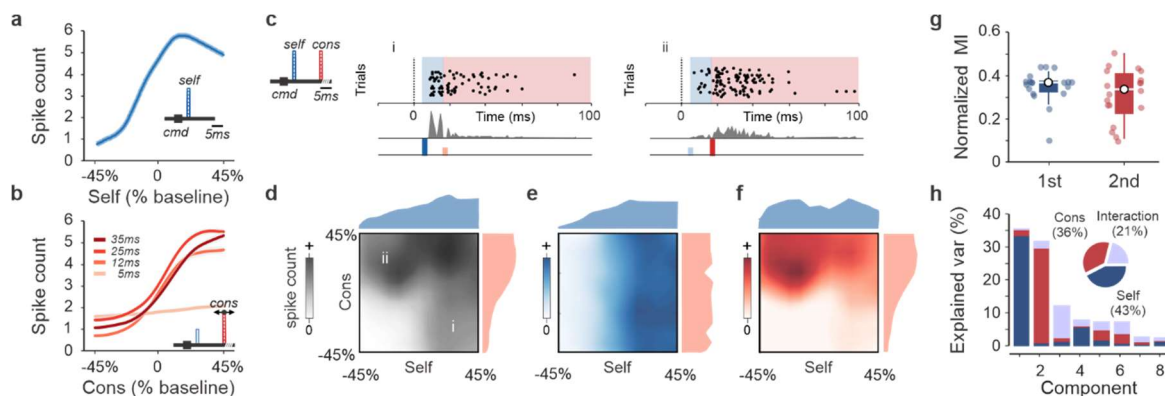 a
Spike count
6
5
4
3
2
1
0
self
cmd
5ms
-45%
0
45%
Self (% baseline)
b
Spike count
6
5
4
3
2
1
0
35ms
25ms
12ms
5ms
cons
-45%
0
45%
Cons (% baseline)
c
self
cons
cmd
5ms
i
Trials
0
Time (ms)
100
ii
Trials
0
Time (ms)
100
d
+
spike count
0
45%
Cons
-45%
ii
i
-45%
Self
45%
e
+
0
-45%
Self
45%
f
+
0
-45%
Self
45%
g
Normalized MI
0.6
0.4
0.2
0
1st
2nd
h
Explained var (%)
40
30
20
10
0
Cons
(36%)
Interaction
(21%)
Self
(43%)
2
4
6
8
Component